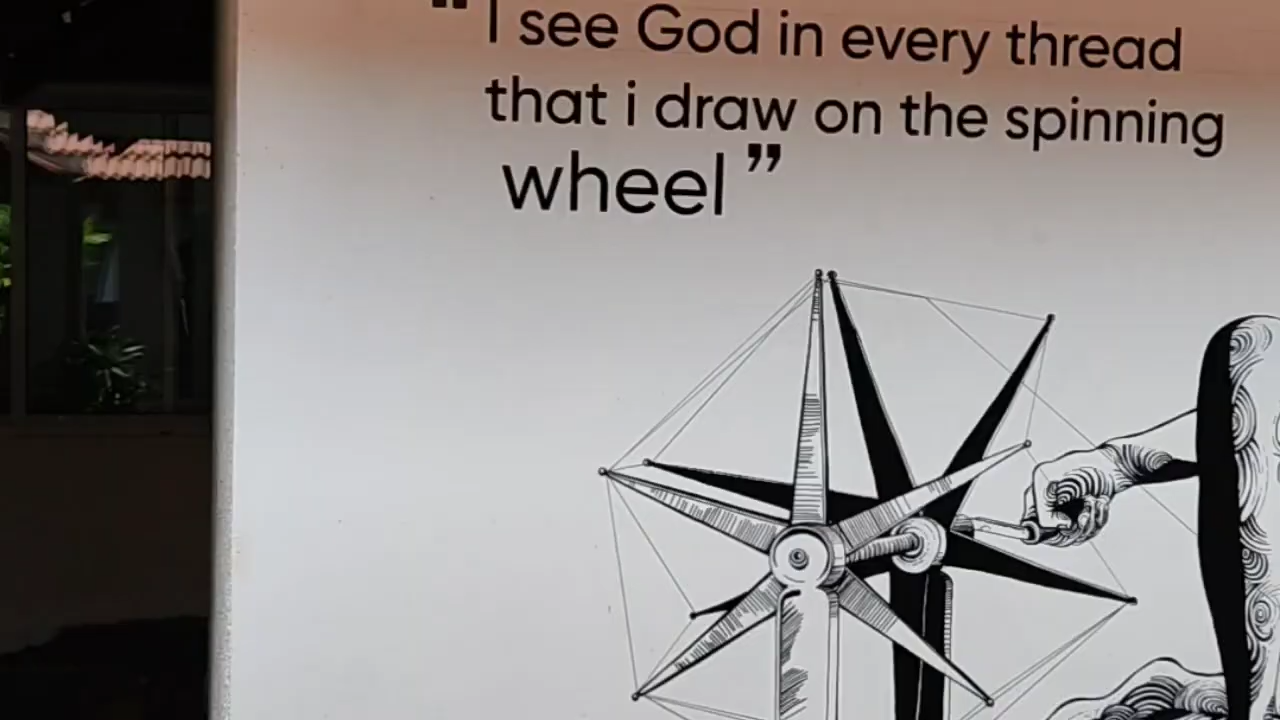 "I see God in every thread
that i draw on the spinning
wheel"